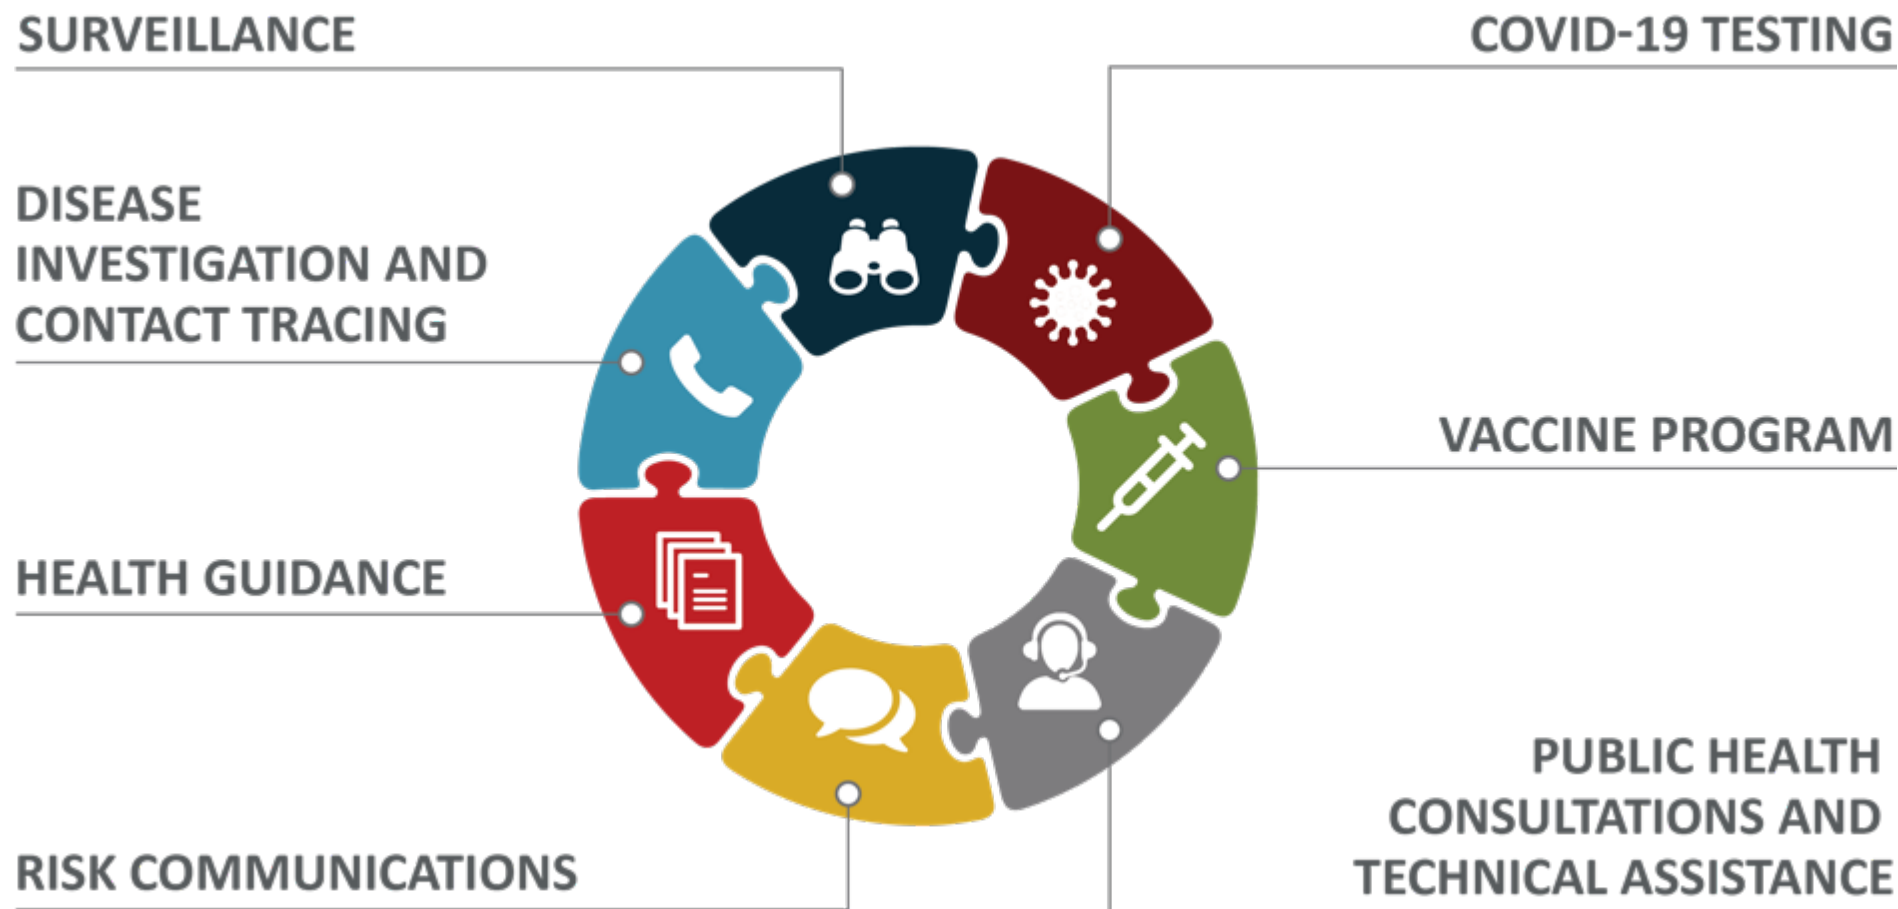 SURVEILLANCE
COVID-19 TESTING
DISEASE
INVESTIGATION AND
CONTACT TRACING
VACCINE PROGRAM
HEALTH GUIDANCE
PUBLIC HEALTH
CONSULTATIONS AND
TECHNICAL ASSISTANCE
RISK COMMUNICATIONS